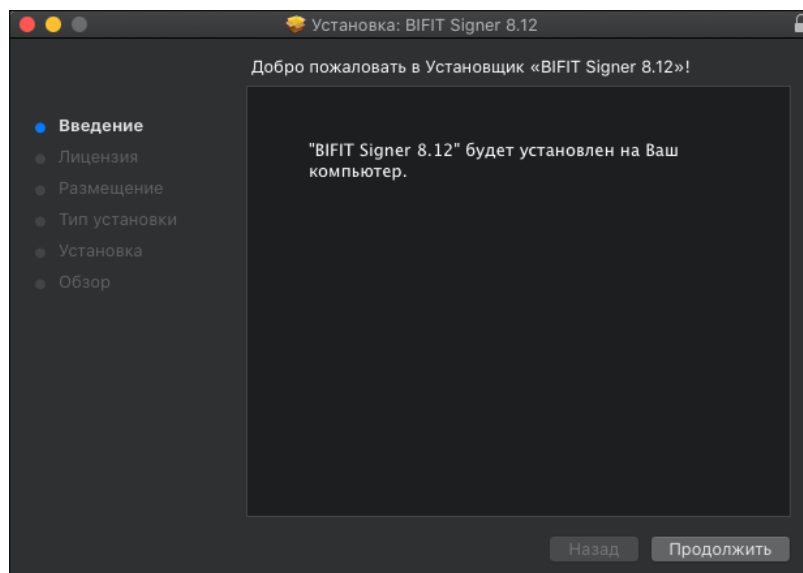 Установка: BIFIT Signer 8.12
Добро пожаловать в Установщик «BIFIT Signer 8.12»!
Введение
Лицензия
Размещение
Тип установки
Установка
Обзор
"BIFIT Signer 8.12" будет установлен на Ваш
компьютер.
Назад
Продолжить